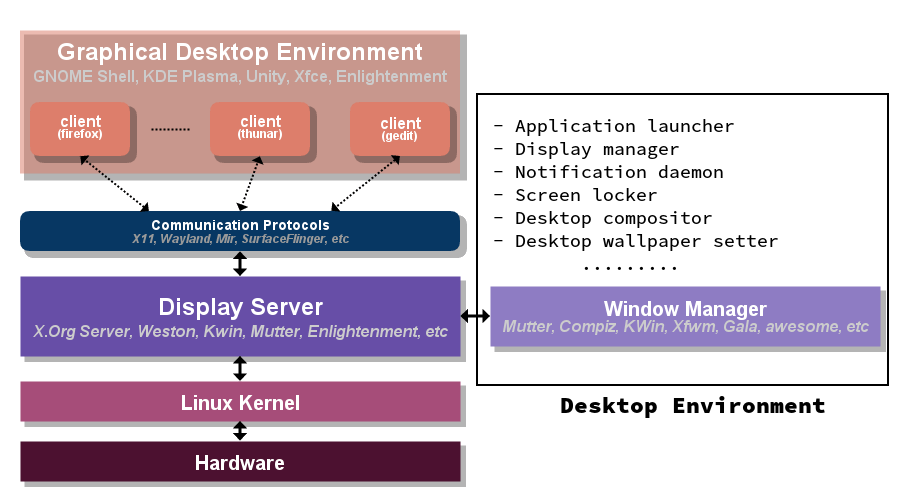 Graphical Desktop Environment
GNOME Shell, KDE Plasma, Unity, Xfce, Enlightenment
client
(firefox)
..........
client
(thunar)
client
(gedit)
Communication Protocols
X11, Wayland, Mir, SurfaceFlinger, etc
Display Server
X.Org Server, Weston, Kwin, Mutter, Enlightenment, etc
Linux Kernel
Hardware
- Application launcher
- Display manager
- Notification daemon
- Screen locker
- Desktop compositor
- Desktop wallpaper setter
.........
Window Manager
Mutter, Compiz, KWin, Xfwm, Gala, awesome, etc
Desktop Environment